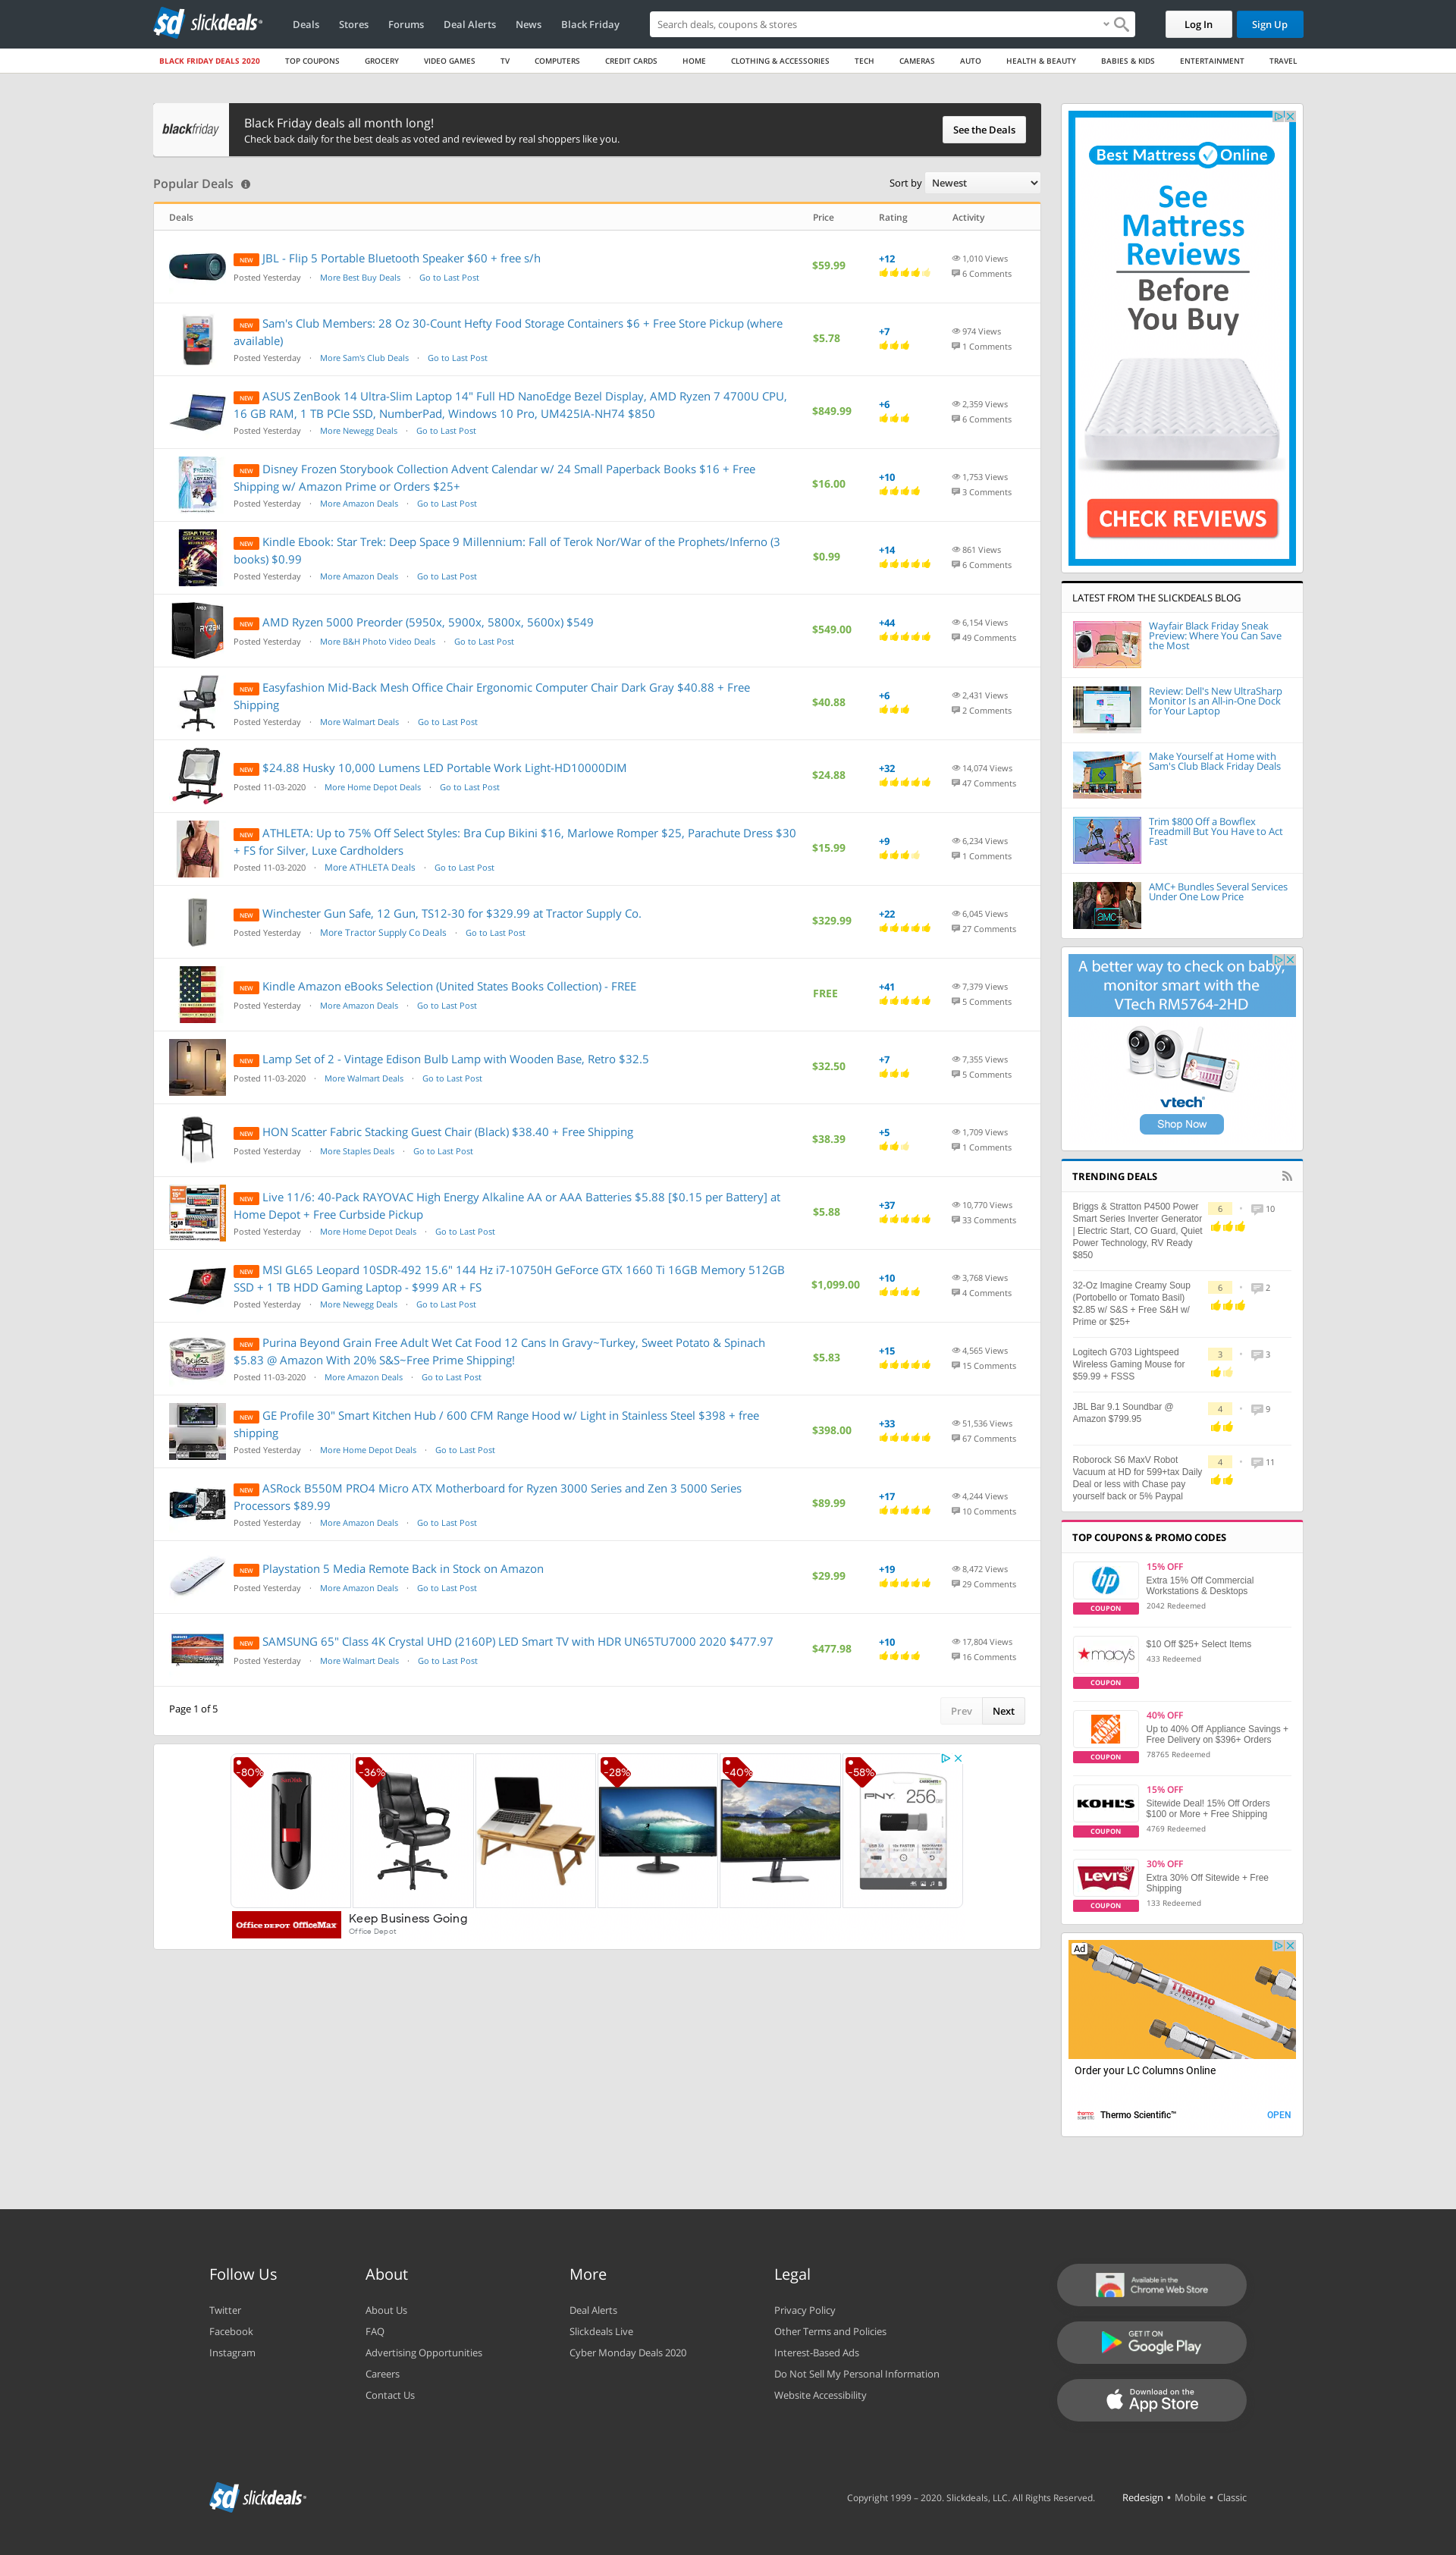 sd slickdeals
Deals Stores Forums Deal Alerts News Black Friday
Search deals, coupons & stores
Log In Sign Up
BLACK FRIDAY DEALS 2020 TOP COUPONS GROCERY VIDEO GAMES TV COMPUTERS CREDIT CARDS HOME CLOTHING & ACCESSORIES TECH CAMERAS AUTO HEALTH & BEAUTY BABIES & KIDS ENTERTAINMENT TRAVEL
blackfriday
Black Friday deals all month long!
Check back daily for the best deals as voted and reviewed by real shoppers like you.
See the Deals
Popular Deals
Sort by Newest
Deals Price Rating Activity
NEW JBL - Flip 5 Portable Bluetooth Speaker $60 + free s/h
Posted Yesterday · More Best Buy Deals · Go to Last Post
$59.99
+12
1,010 Views
6 Comments
NEW Sam's Club Members: 28 Oz 30-Count Hefty Food Storage Containers $6 + Free Store Pickup (where
available)
Posted Yesterday · More Sam's Club Deals · Go to Last Post
$5.78
+7
974 Views
1 Comments
NEW ASUS ZenBook 14 Ultra-Slim Laptop 14" Full HD NanoEdge Bezel Display, AMD Ryzen 7 4700U CPU,
16 GB RAM, 1 TB PCIe SSD, NumberPad, Windows 10 Pro, UM425IA-NH74 $850
Posted Yesterday · More Newegg Deals · Go to Last Post
$849.99
+6
2,359 Views
6 Comments
NEW Disney Frozen Storybook Collection Advent Calendar w/ 24 Small Paperback Books $16 + Free
Shipping w/ Amazon Prime or Orders $25+
Posted Yesterday · More Amazon Deals · Go to Last Post
$16.00
+10
1,753 Views
3 Comments
NEW Kindle Ebook: Star Trek: Deep Space 9 Millennium: Fall of Terok Nor/War of the Prophets/Inferno (3
books) $0.99
Posted Yesterday · More Amazon Deals · Go to Last Post
$0.99
+14
861 Views
6 Comments
NEW AMD Ryzen 5000 Preorder (5950x, 5900x, 5800x, 5600x) $549
Posted Yesterday · More B&H Photo Video Deals · Go to Last Post
$549.00
+44
6,154 Views
49 Comments
NEW Easyfashion Mid-Back Mesh Office Chair Ergonomic Computer Chair Dark Gray $40.88 + Free
Shipping
Posted Yesterday · More Walmart Deals · Go to Last Post
$40.88
+6
2,431 Views
2 Comments
NEW $24.88 Husky 10,000 Lumens LED Portable Work Light-HD10000DIM
Posted 11-03-2020 · More Home Depot Deals · Go to Last Post
$24.88
+32
14,074 Views
47 Comments
NEW ATHLETA: Up to 75% Off Select Styles: Bra Cup Bikini $16, Marlowe Romper $25, Parachute Dress $30
+ FS for Silver, Luxe Cardholders
Posted 11-03-2020 · More ATHLETA Deals · Go to Last Post
$15.99
+9
6,234 Views
1 Comments
NEW Winchester Gun Safe, 12 Gun, TS12-30 for $329.99 at Tractor Supply Co.
Posted Yesterday · More Tractor Supply Co Deals · Go to Last Post
$329.99
+22
6,045 Views
27 Comments
NEW Kindle Amazon eBooks Selection (United States Books Collection) - FREE
Posted Yesterday · More Amazon Deals · Go to Last Post
FREE
+41
7,379 Views
5 Comments
NEW Lamp Set of 2 - Vintage Edison Bulb Lamp with Wooden Base, Retro $32.5
Posted 11-03-2020 · More Walmart Deals · Go to Last Post
$32.50
+7
7,355 Views
5 Comments
NEW HON Scatter Fabric Stacking Guest Chair (Black) $38.40 + Free Shipping
Posted Yesterday · More Staples Deals · Go to Last Post
$38.39
+5
1,709 Views
1 Comments
NEW Live 11/6: 40-Pack RAYOVAC High Energy Alkaline AA or AAA Batteries $5.88 [$0.15 per Battery] at
Home Depot + Free Curbside Pickup
Posted Yesterday · More Home Depot Deals · Go to Last Post
$5.88
+37
10,770 Views
33 Comments
NEW MSI GL65 Leopard 10SDR-492 15.6" 144 Hz i7-10750H GeForce GTX 1660 Ti 16GB Memory 512GB
SSD + 1 TB HDD Gaming Laptop - $999 AR + FS
Posted Yesterday · More Newegg Deals · Go to Last Post
$1,099.00
+10
3,768 Views
4 Comments
NEW Purina Beyond Grain Free Adult Wet Cat Food 12 Cans In Gravy~Turkey, Sweet Potato & Spinach
$5.83 @ Amazon With 20% S&S~Free Prime Shipping!
Posted 11-03-2020 · More Amazon Deals · Go to Last Post
$5.83
+15
4,565 Views
15 Comments
NEW GE Profile 30" Smart Kitchen Hub / 600 CFM Range Hood w/ Light in Stainless Steel $398 + free
shipping
Posted Yesterday · More Home Depot Deals · Go to Last Post
$398.00
+33
51,536 Views
67 Comments
NEW ASRock B550M PRO4 Micro ATX Motherboard for Ryzen 3000 Series and Zen 3 5000 Series
Processors $89.99
Posted Yesterday · More Amazon Deals · Go to Last Post
$89.99
+17
4,244 Views
10 Comments
NEW Playstation 5 Media Remote Back in Stock on Amazon
Posted Yesterday · More Amazon Deals · Go to Last Post
$29.99
+19
8,472 Views
29 Comments
NEW SAMSUNG 65" Class 4K Crystal UHD (2160P) LED Smart TV with HDR UN65TU7000 2020 $477.97
Posted Yesterday · More Walmart Deals · Go to Last Post
$477.98
+10
17,804 Views
16 Comments
Page 1 of 5
Prev Next
-80% -36% -28% -40% -58%
PNY 256
Office DEPOT OfficeMax
Keep Business Going
Office Depot
Best Mattress Online
See
Mattress
Reviews
Before
You Buy
CHECK REVIEWS
LATEST FROM THE SLICKDEALS BLOG
Wayfair Black Friday Sneak
Preview: Where You Can Save
the Most
Review: Dell's New UltraSharp
Monitor Is an All-in-One Dock
for Your Laptop
Make Yourself at Home with
Sam's Club Black Friday Deals
Trim $800 Off a Bowflex
Treadmill But You Have to Act
Fast
AMC+ Bundles Several Services
Under One Low Price
A better way to check on baby,
monitor smart with the
VTech RM5764-2HD
vtech
Shop Now
TRENDING DEALS
Briggs & Stratton P4500 Power
Smart Series Inverter Generator
| Electric Start, CO Guard, Quiet
Power Technology, RV Ready
$850
6 • 10
32-Oz Imagine Creamy Soup
(Portobello or Tomato Basil)
$2.85 w/ S&S + Free S&H w/
Prime or $25+
6 • 2
Logitech G703 Lightspeed
Wireless Gaming Mouse for
$59.99 + FSSS
3 • 3
JBL Bar 9.1 Soundbar @
Amazon $799.95
4 • 9
Roborock S6 MaxV Robot
Vacuum at HD for 599+tax Daily
Deal or less with Chase pay
yourself back or 5% Paypal
4 • 11
TOP COUPONS & PROMO CODES
hp
COUPON
15% OFF
Extra 15% Off Commercial
Workstations & Desktops
2042 Redeemed
macy's
COUPON
$10 Off $25+ Select Items
433 Redeemed
COUPON
40% OFF
Up to 40% Off Appliance Savings +
Free Delivery on $396+ Orders
78765 Redeemed
KOHL'S
COUPON
15% OFF
Sitewide Deal! 15% Off Orders
$100 or More + Free Shipping
4769 Redeemed
LEVI'S
COUPON
30% OFF
Extra 30% Off Sitewide + Free
Shipping
133 Redeemed
Ad
Thermo
SCIENTIFIC
Order your LC Columns Online
Thermo Scientific™
OPEN
Follow Us
Twitter
Facebook
Instagram
About
About Us
FAQ
Advertising Opportunities
Careers
Contact Us
More
Deal Alerts
Slickdeals Live
Cyber Monday Deals 2020
Legal
Privacy Policy
Other Terms and Policies
Interest-Based Ads
Do Not Sell My Personal Information
Website Accessibility
Available in the
Chrome Web Store
GET IT ON
Google Play
Download on the
App Store
sd slickdeals
Copyright 1999 – 2020. Slickdeals, LLC. All Rights Reserved.
Redesign • Mobile • Classic